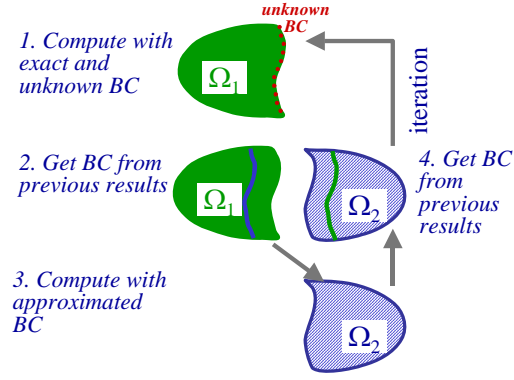 unknown
BC
1. Compute with
exact and
unknown BC
Ω1
iteration
2. Get BC from
previous results
Ω1
Ω2
4. Get BC
from
previous
results
3. Compute with
approximated
BC
Ω2